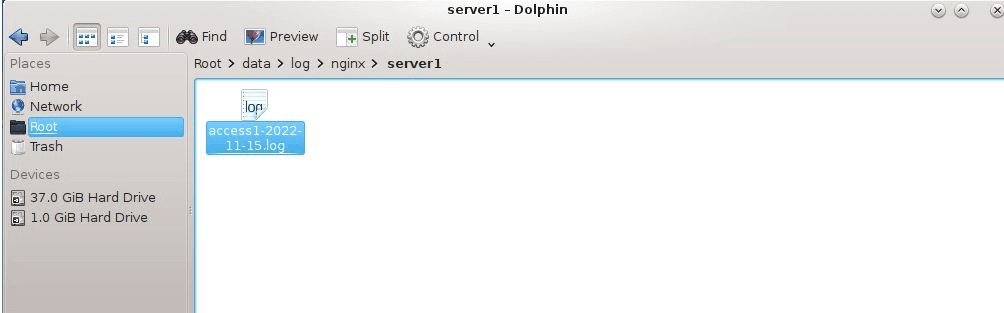 server1 – Dolphin
Find Preview Split Control
Places
Root > data > log > nginx > server1
Home
Network
Root
Trash
Devices
37.0 GiB Hard Drive
1.0 GiB Hard Drive
log
access1-2022-
11-15.log